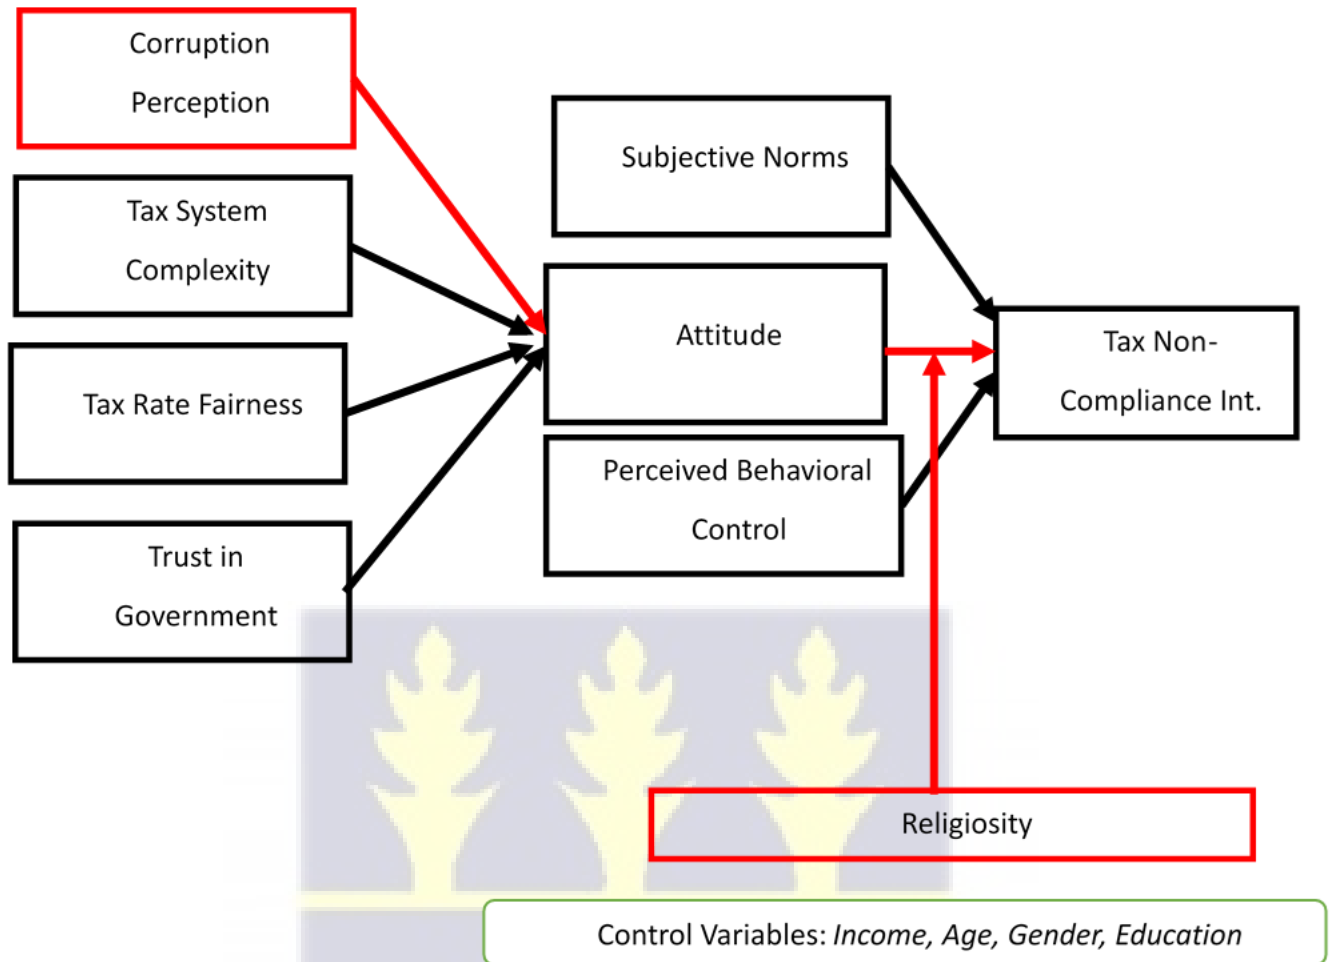 Corruption
Perception
Tax System
Complexity
Tax Rate Fairness
Trust in
Government
Subjective Norms
Attitude
Perceived Behavioral
Control
Tax Non-
Compliance Int.
Religiosity
Control Variables: Income, Age, Gender, Education